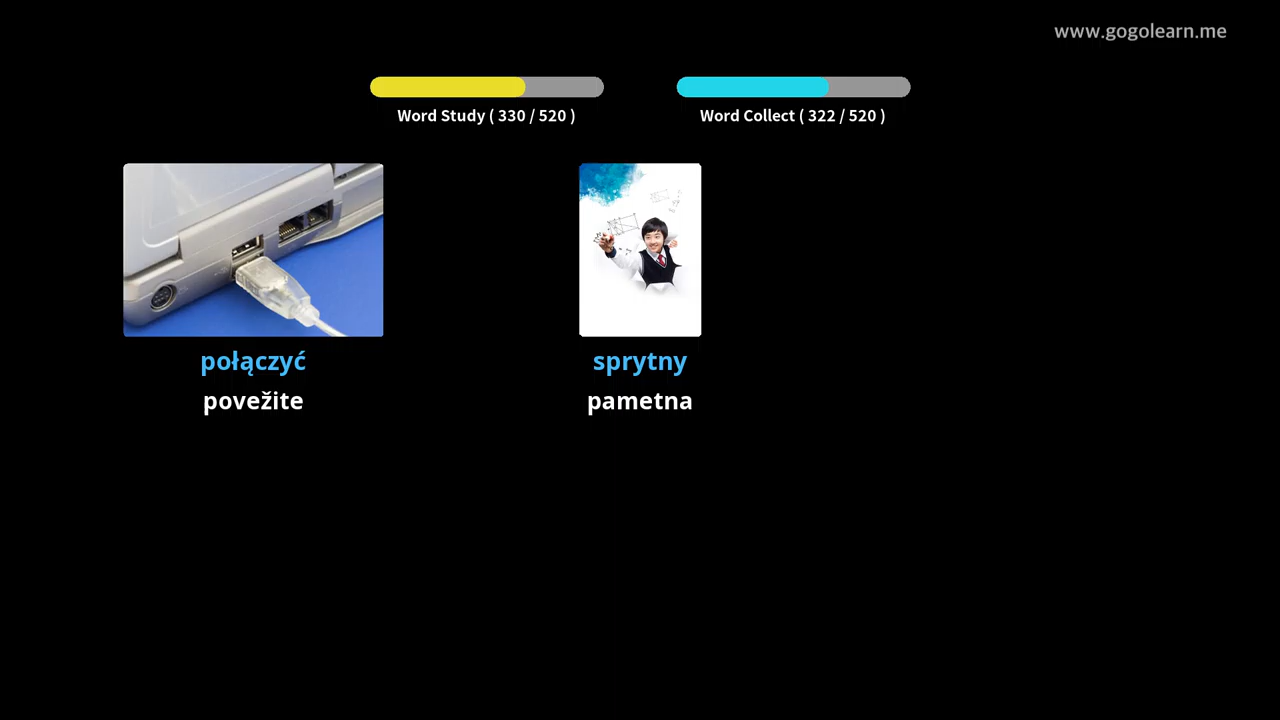 www.gogolearn.me
Word Study ( 330 / 520 )
Word Collect ( 322 / 520 )
połączyć
povežite
sprytny
pametna